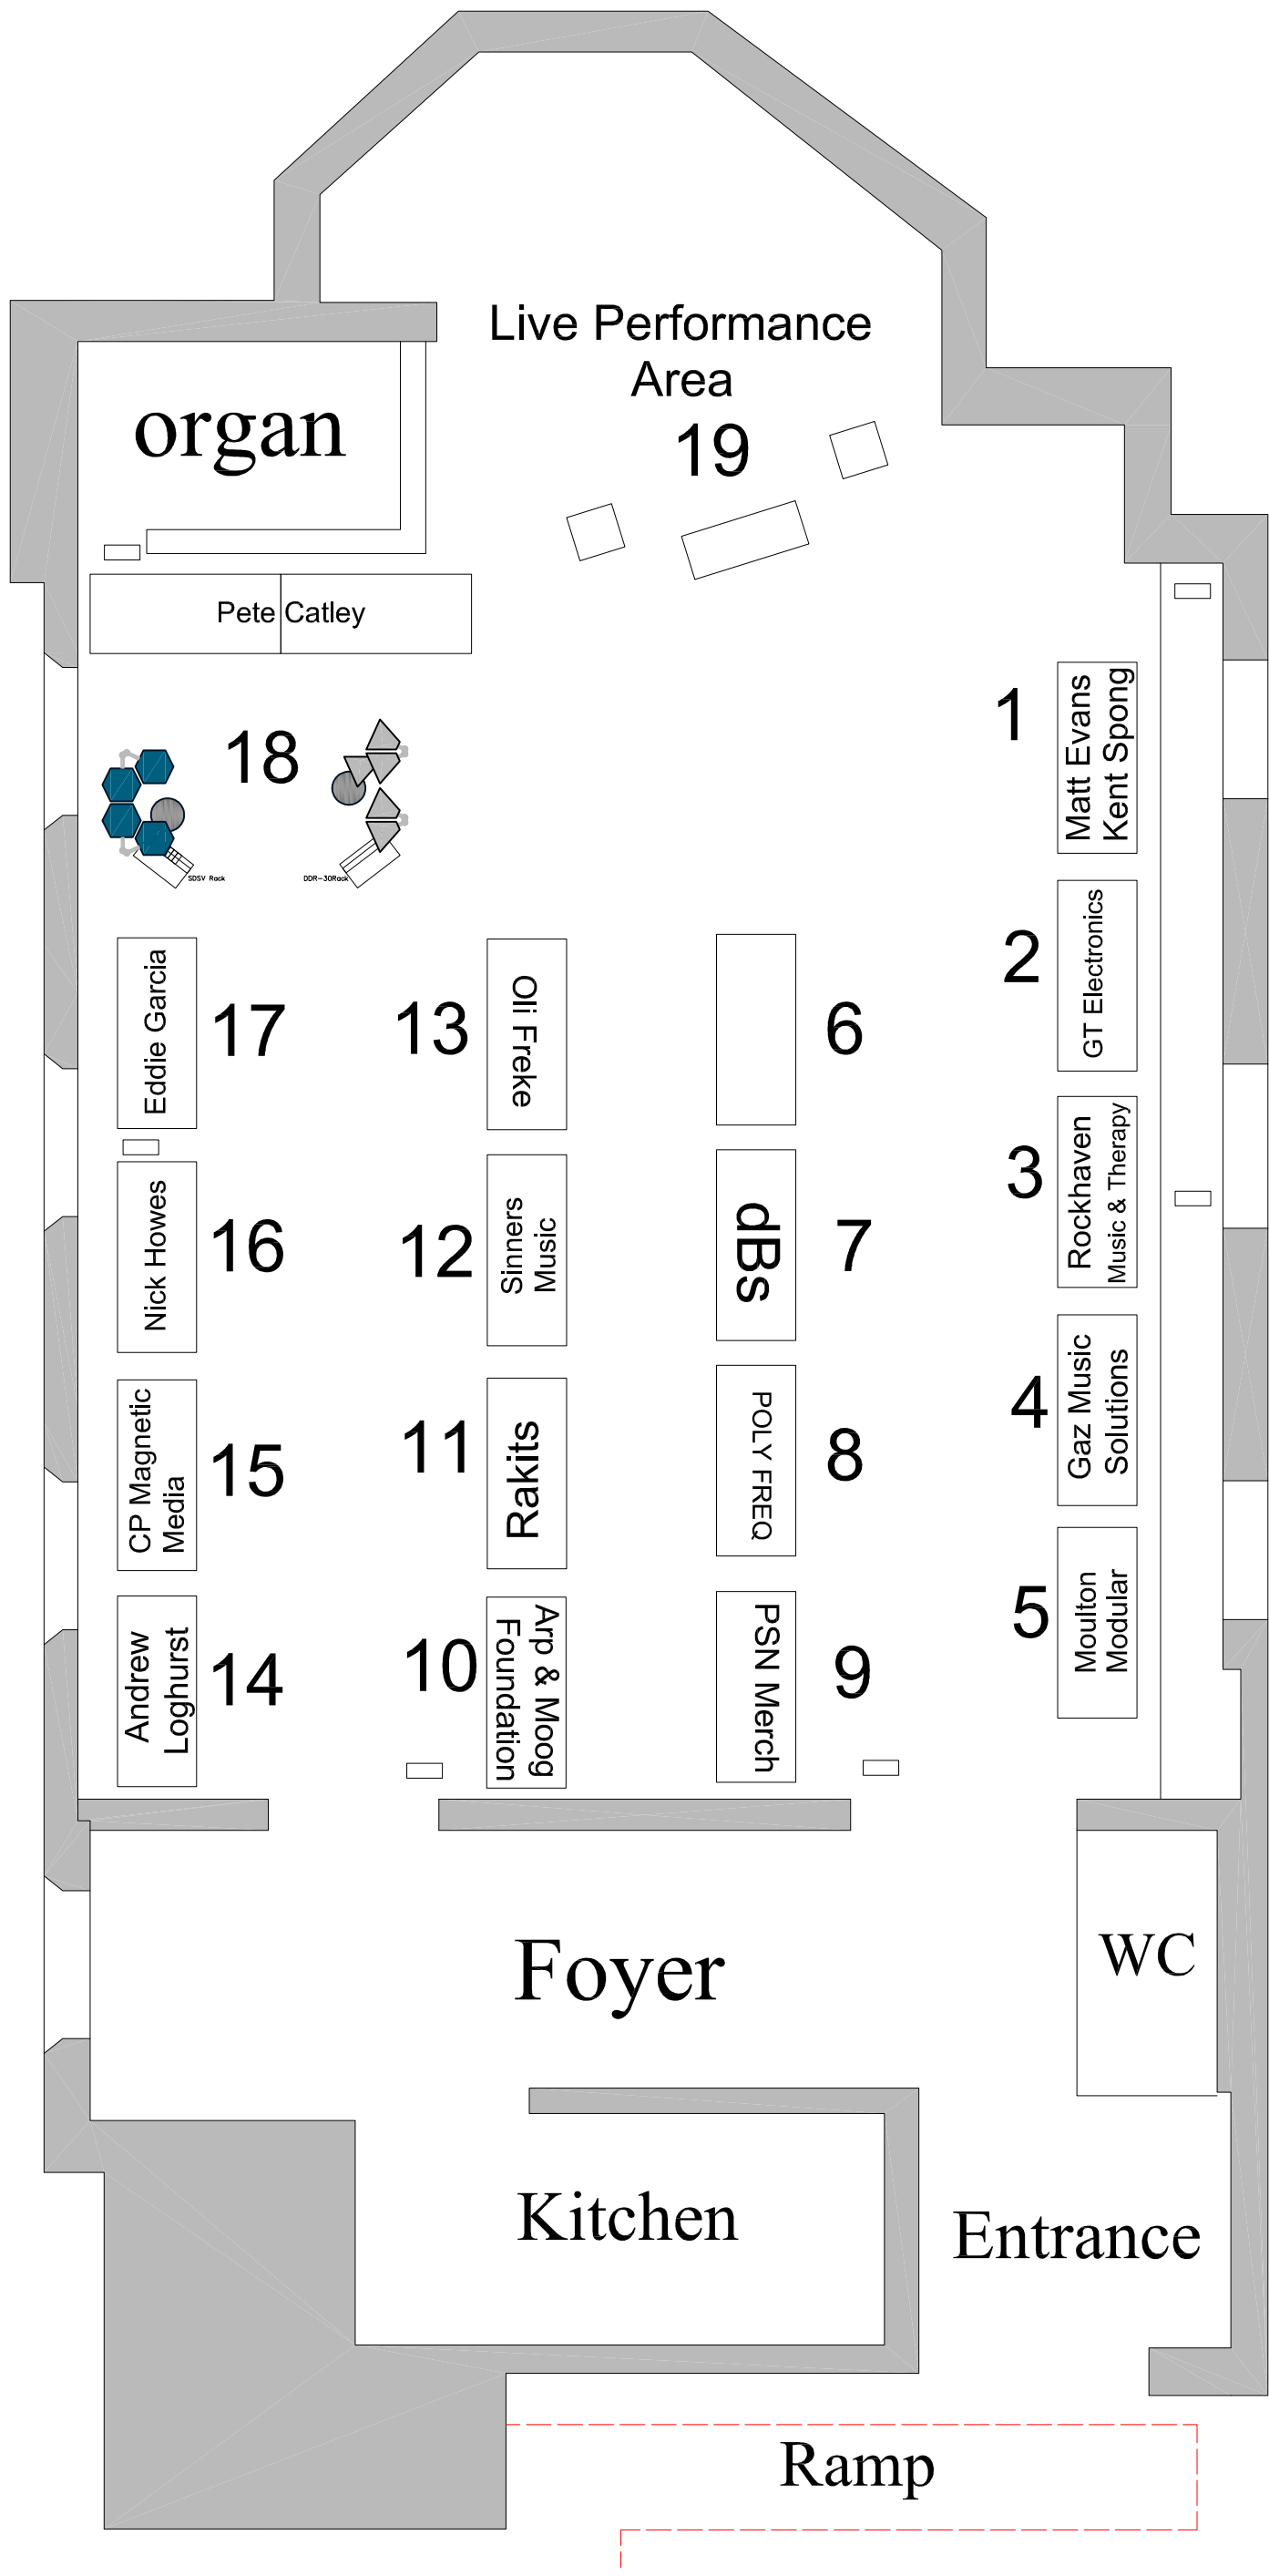 Live Performance
Area
19
organ
Pete Catley
18
SDSV Rack
DDR-30Rack
1
Matt Evans
Kent Spong
2
GT Electronics
17
Eddie Garcia
13
Oli Freke
6
3
Rockhaven
Music & Therapy
16
Nick Howes
12
Sinners
Music
7
dBs
4
Gaz Music
Solutions
15
CP Magnetic
Media
11
Rakits
8
POLY FREQ
5
Moulton
Modular
14
Andrew
Loghurst
10
Arp & Moog
Foundation
9
PSN Merch
Foyer
WC
Kitchen
Entrance
Ramp